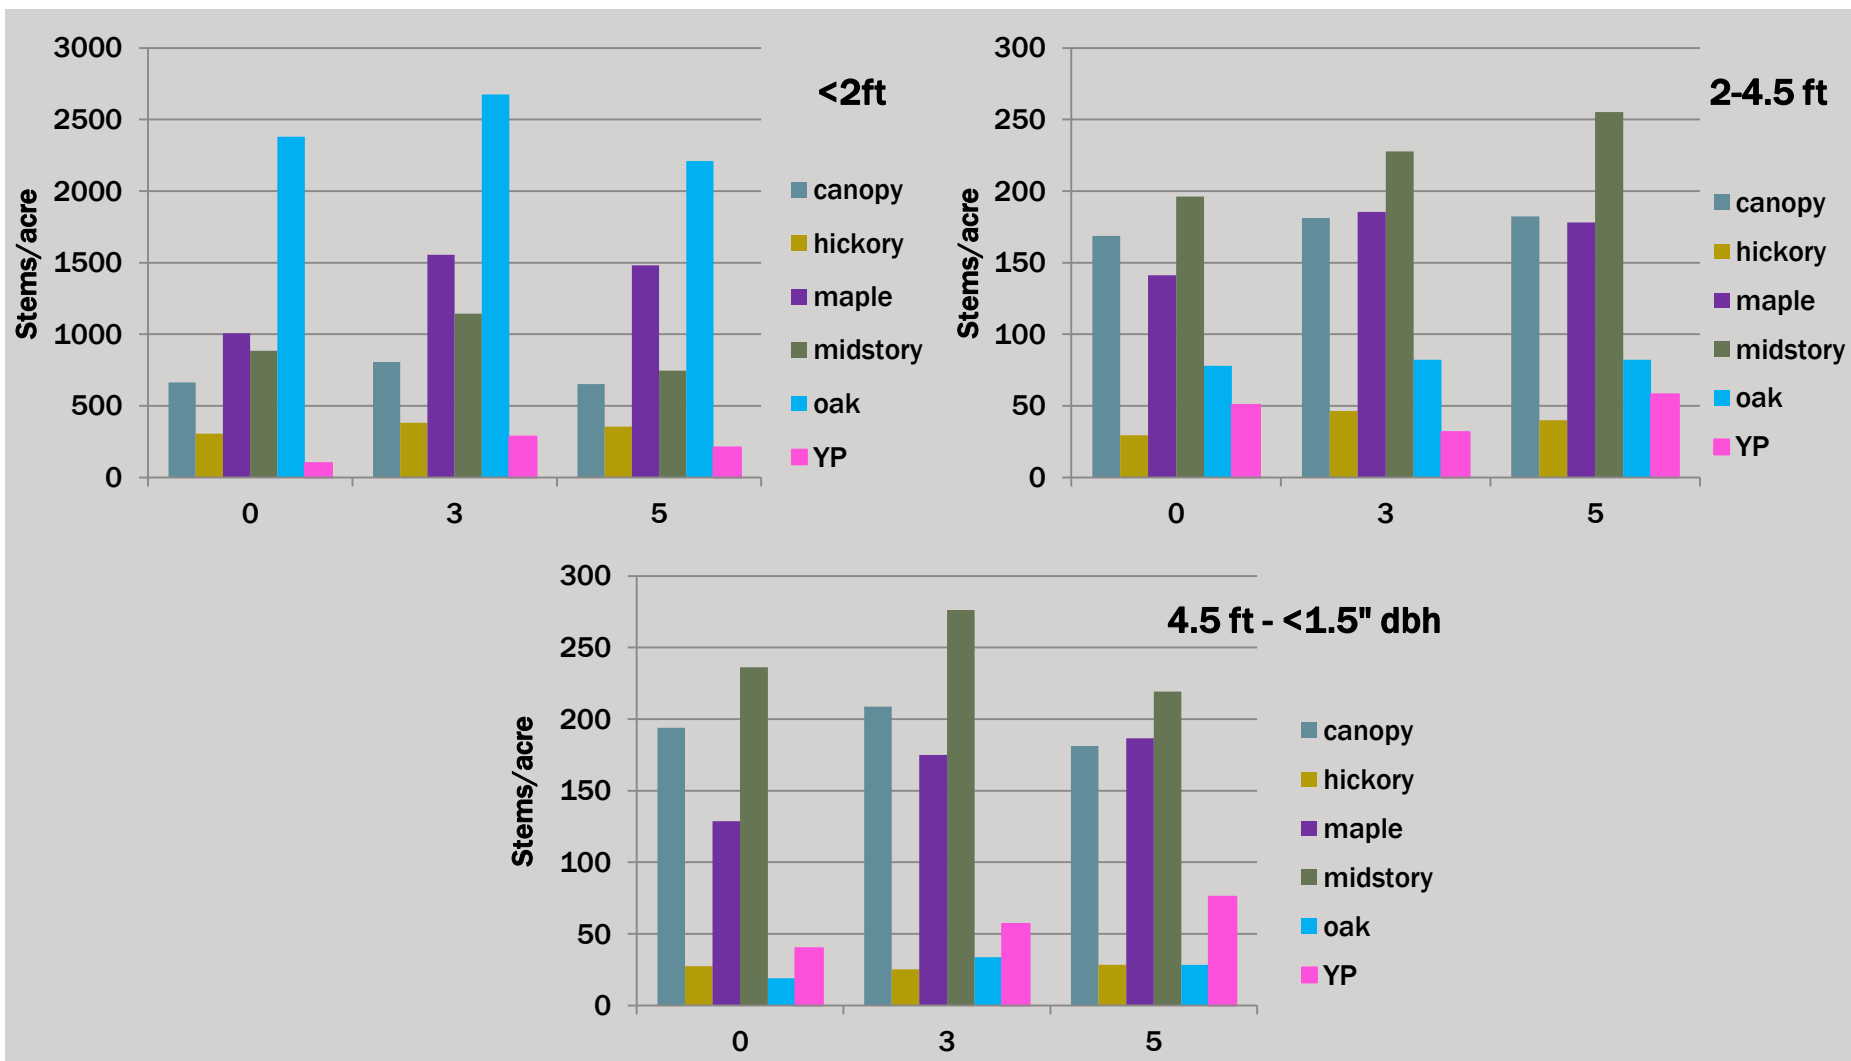 <2ft
Stems/acre
3000
2500
2000
1500
1000
500
0
0 3 5
canopy
hickory
maple
midstory
oak
YP
2-4.5 ft
Stems/acre
300
250
200
150
100
50
0
0 3 5
canopy
hickory
maple
midstory
oak
YP
4.5 ft - <1.5" dbh
Stems/acre
300
250
200
150
100
50
0
0 3 5
canopy
hickory
maple
midstory
oak
YP